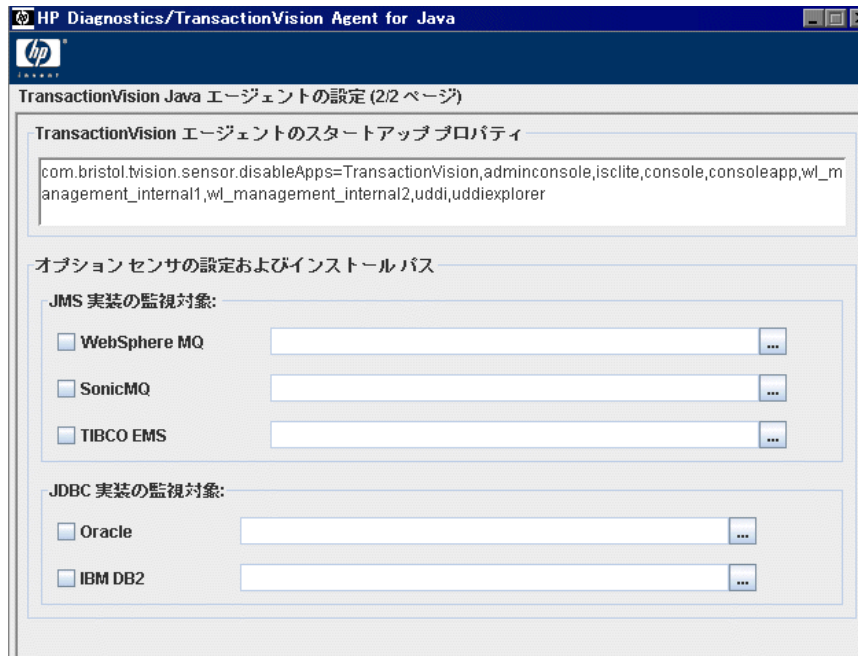 HP Diagnostics/TransactionVision Agent for Java
hp
invent
TransactionVision Java エージェントの設定 (2/2 ページ)
TransactionVision エージェントのスタートアップ プロパティ
com.bristol.tvision.sensor.disableApps=TransactionVision,adminconsole,isclite,console,consoleapp,wl_m
anagement_internal1,wl_management_internal2,uddi,uddiexplorer
オプション センサの設定およびインストール パス
JMS 実装の監視対象:
WebSphere MQ
...
SonicMQ
...
TIBCO EMS
...
JDBC 実装の監視対象:
Oracle
...
IBM DB2
...